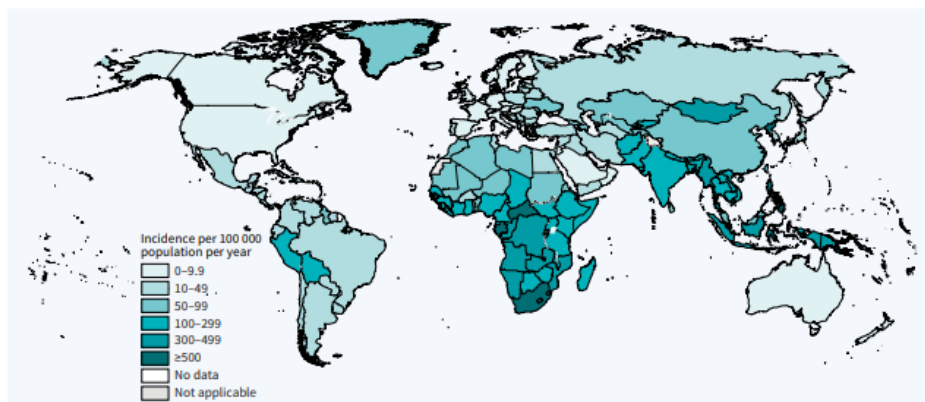 Incidence per 100 000
population per year
0–9.9
10–49
50–99
100–299
300–499
≥500
No data
Not applicable